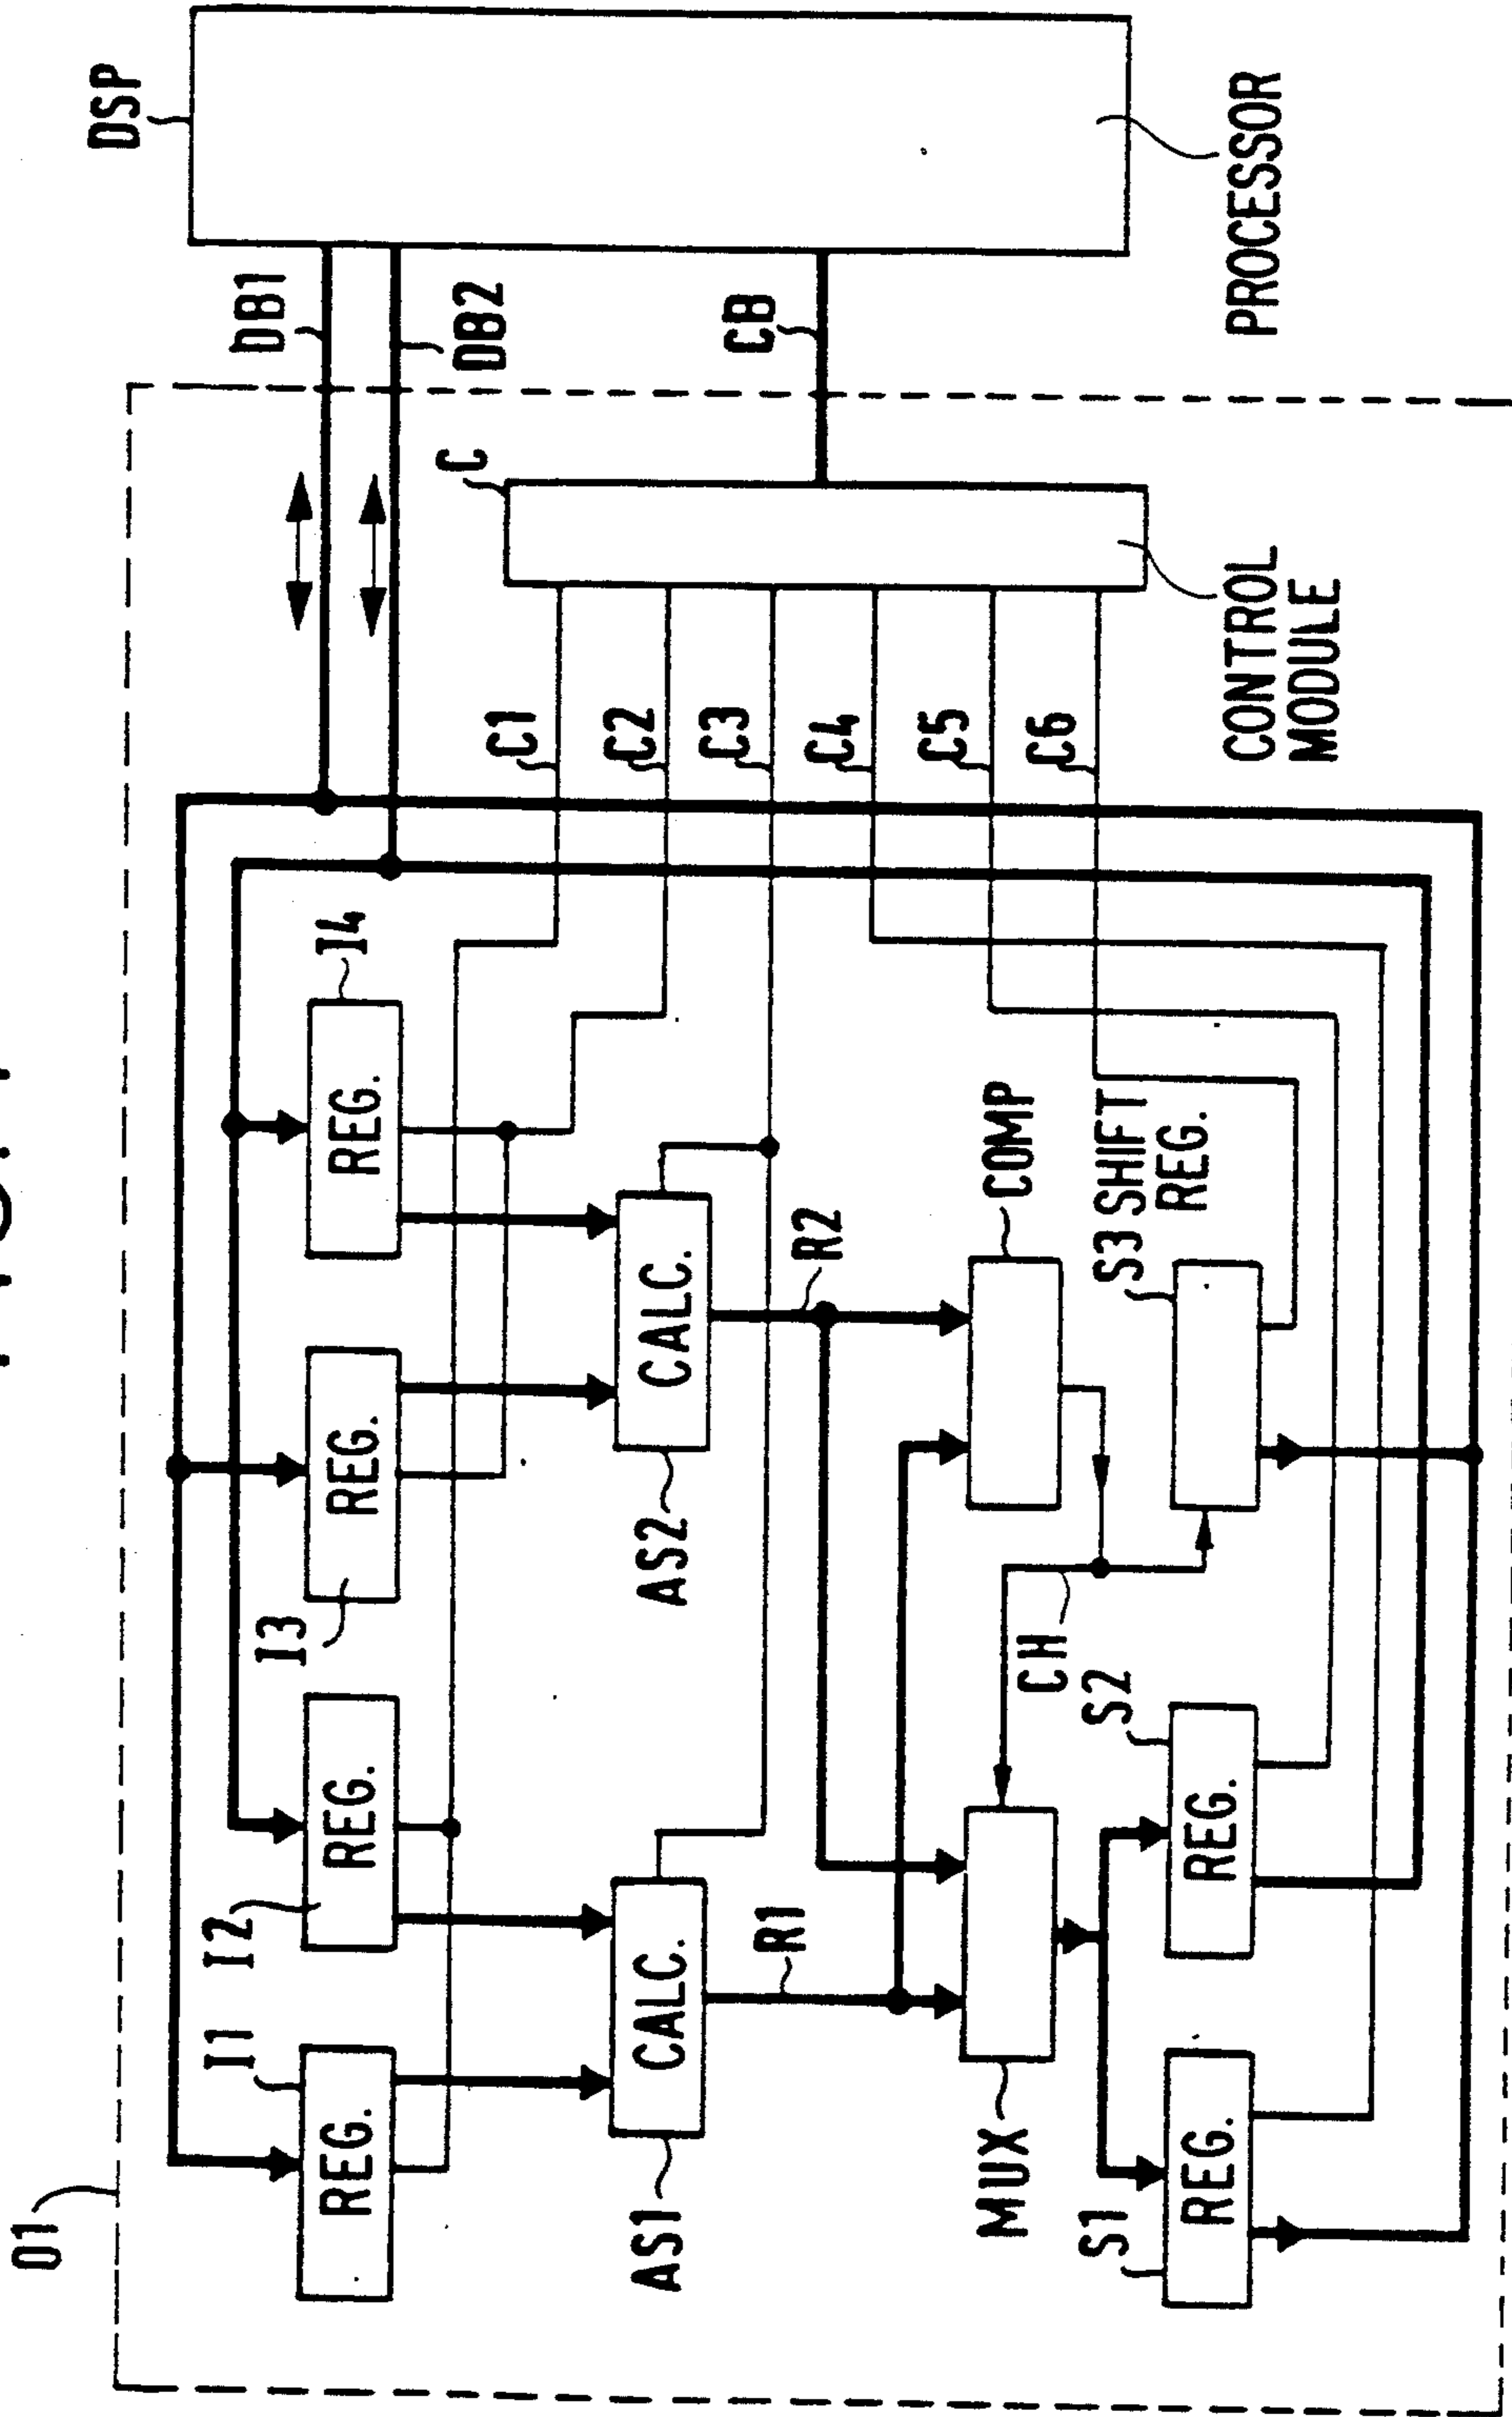 01
I1
REG.
I2
REG.
I3
REG.
I4
REG.
DB1
DB2
DSP
AS1
CALC.
AS2
CALC.
C1
C2
C3
C4
C5
C6
C
CB
R1
R2
MUX
CH
COMP
S1
REG.
S2
REG.
S3 SHIFT
REG.
CONTROL
MODULE
PROCESSOR